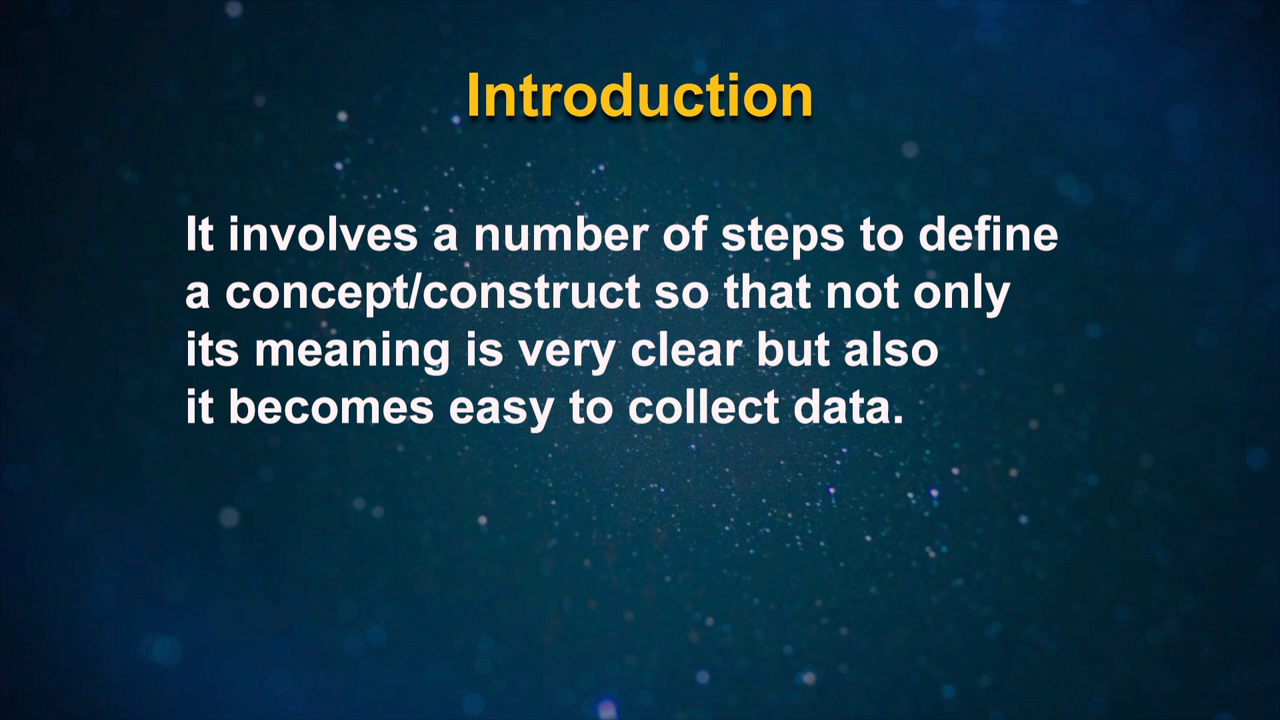 Introduction
It involves a number of steps to define
a concept/construct so that not only
its meaning is very clear but also
it becomes easy to collect data.